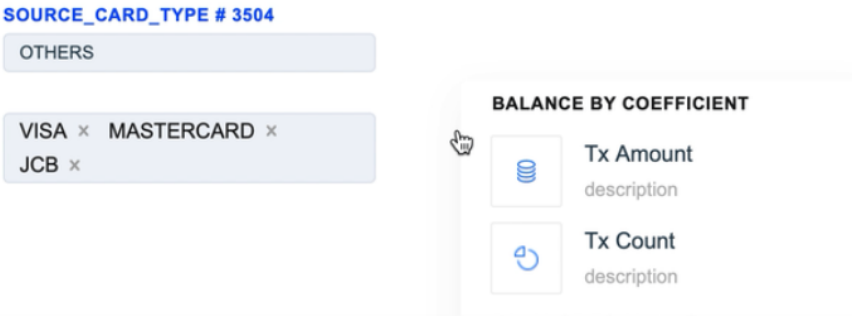 SOURCE_CARD_TYPE # 3504
OTHERS
VISA × MASTERCARD ×
JCB ×
BALANCE BY COEFFICIENT
Tx Amount
description
Tx Count
description